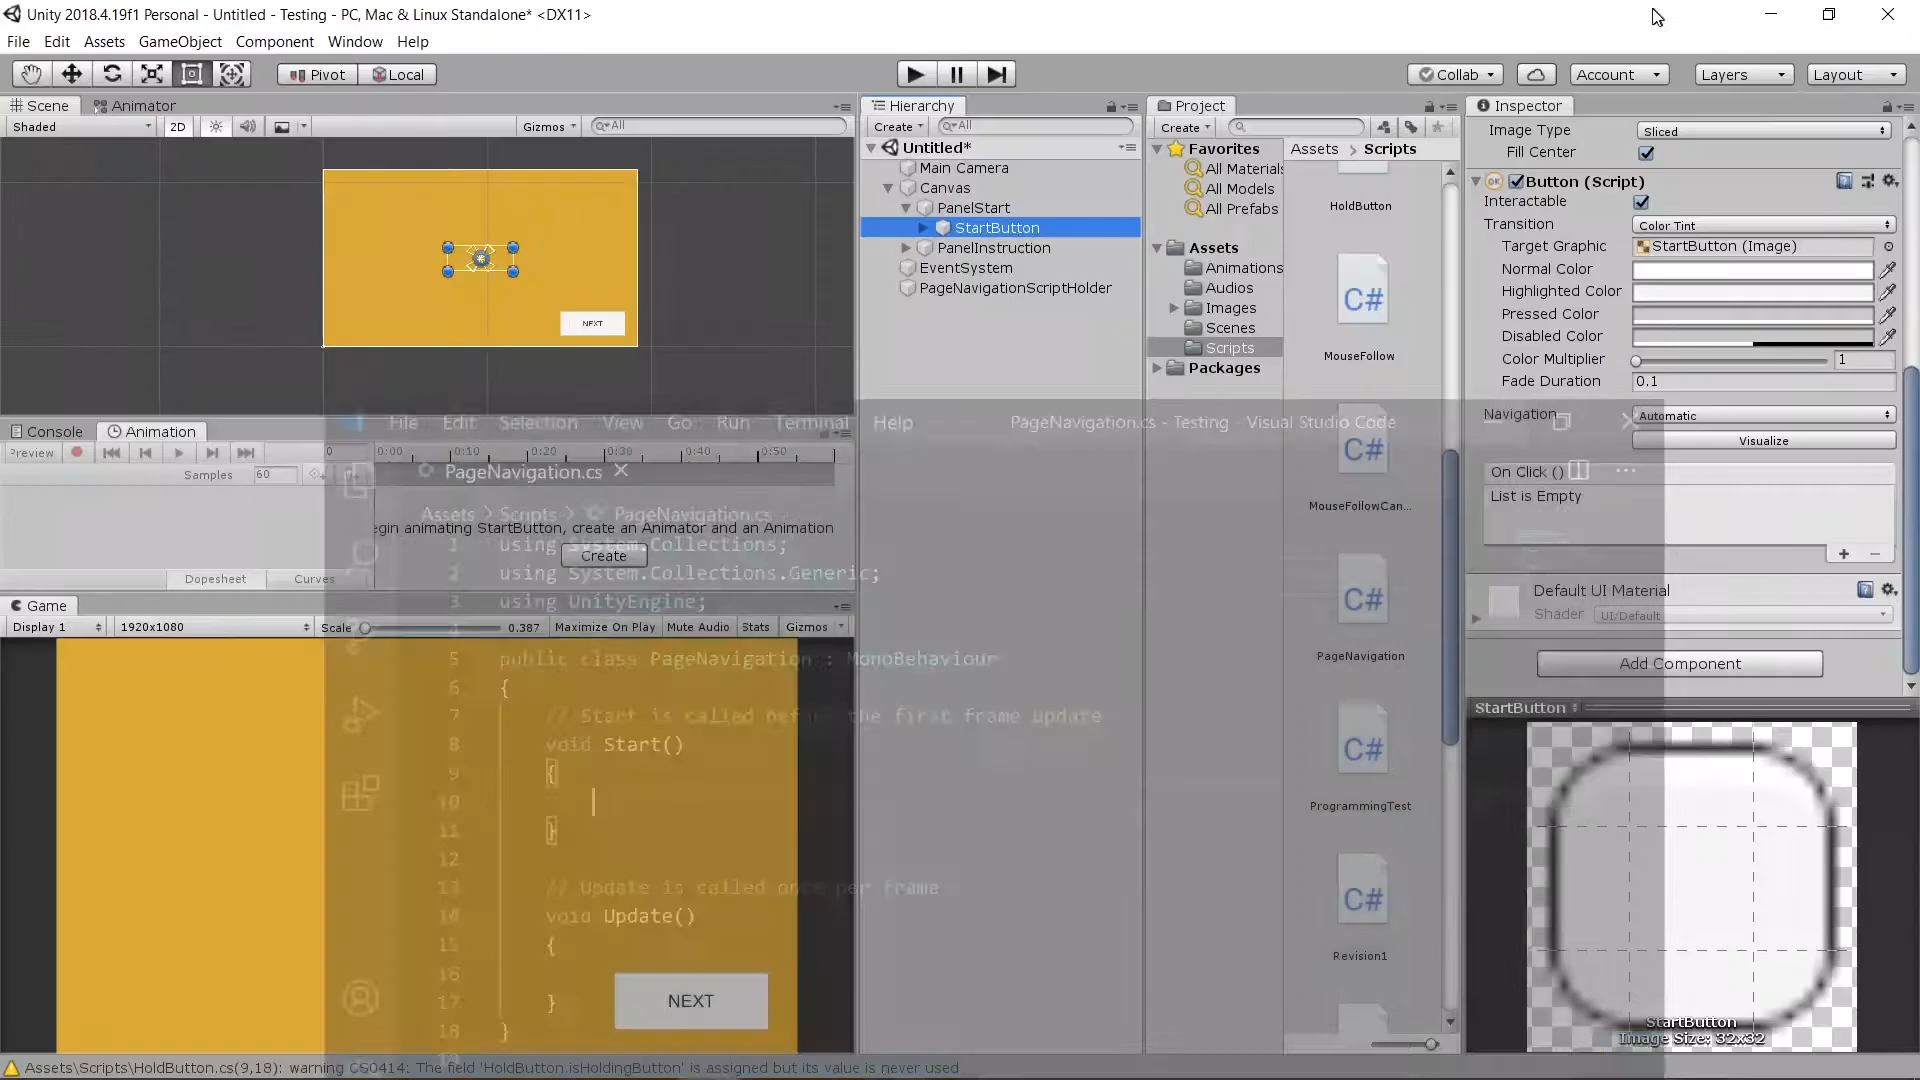 Unity 2018.4.19f1 Personal - Untitled - Testing - PC, Mac & Linux Standalone* <DX11>
File Edit Assets GameObject Component Window Help
Pivot Local Collab Account Layers Layout
Scene Animator
Shaded 2D Gizmos All
Hierarchy
Create All
Untitled*
Main Camera
Canvas
PanelStart
StartButton
PanelInstruction
EventSystem
PageNavigationScriptHolder
Project
Create
Favorites
All Materials
All Models
All Prefabs
Assets
Animations
Audios
Images
Scenes
Scripts
Packages
Assets > Scripts
HoldButton
C#
MouseFollow
C#
MouseFollowCan...
C#
PageNavigation
C#
ProgrammingTest
C#
Revision1
Inspector
Image Type Sliced
Fill Center
Button (Script)
Interactable
Transition Color Tint
Target Graphic StartButton (Image)
Normal Color
Highlighted Color
Pressed Color
Disabled Color
Color Multiplier 1
Fade Duration 0.1
Navigation Automatic
Visualize
On Click ()
List is Empty
Default UI Material
Shader UI/Default
Add Component
StartButton
StartButton
Image Size: 32x32
NEXT
Console Animation
Preview 0 0:00 0:10 0:20 0:30 0:40 0:50
Samples 60
egin animating StartButton, create an Animator and an Animation
Create
Dopesheet Curves
Game
Display 1 1920x1080 Scale 0.387 Maximize On Play Mute Audio Stats Gizmos
NEXT
File Edit Selection View Go Run Terminal Help PageNavigation.cs - Testing - Visual Studio Code
PageNavigation.cs
Assets > Scripts > PageNavigation.cs
1 using System.Collections;
2 using System.Collections.Generic;
3 using UnityEngine;
4
5 public class PageNavigation : MonoBehaviour
6 {
7 // Start is called before the first frame update
8 void Start()
9 {
10
11 }
12
13 // Update is called once per frame
14 void Update()
15 {
16
17 }
18 }
Assets\Scripts\HoldButton.cs(9,18): warning CS0414: The field 'HoldButton.isHoldingButton' is assigned but its value is never used